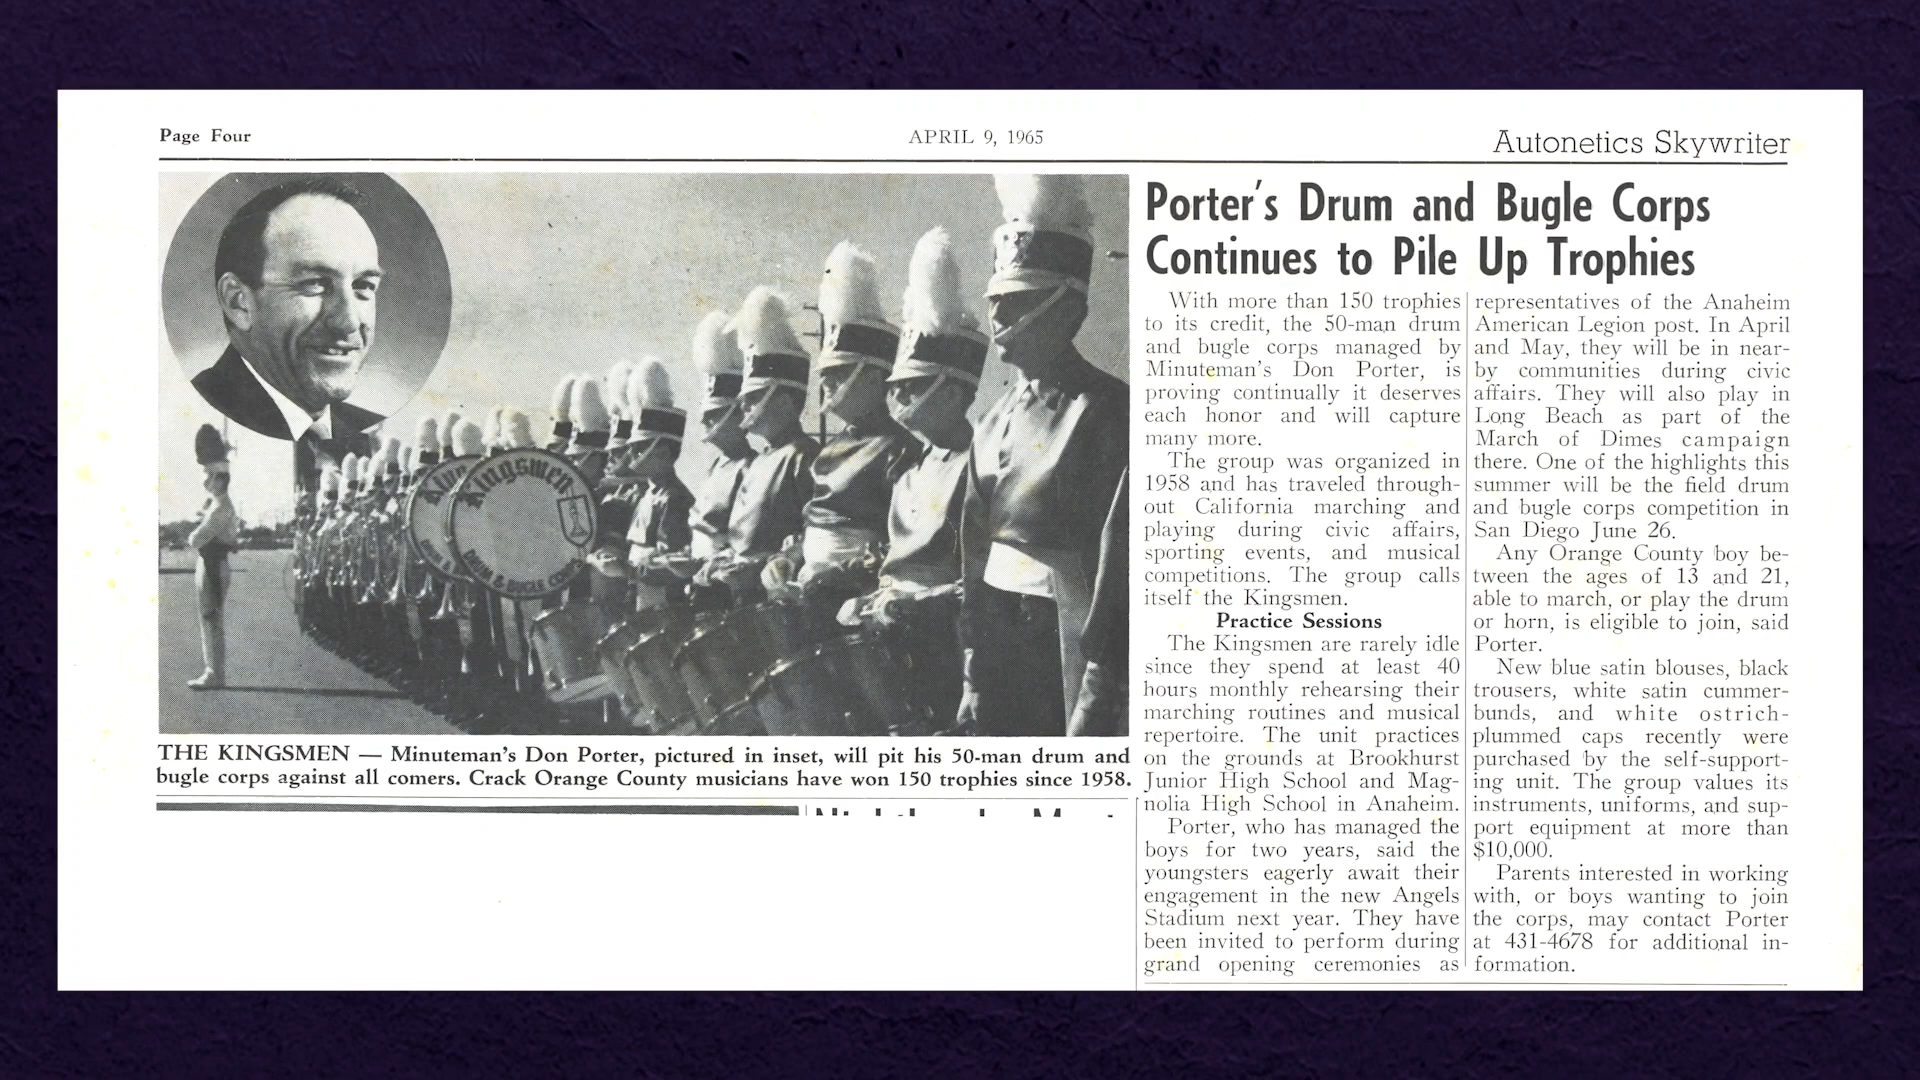 Page Four
APRIL 9, 1965
Autonetics Skywriter
Kingsmen
DRUM & BUGLE CORPS
THE KINGSMEN — Minuteman's Don Porter, pictured in inset, will pit his 50-man drum and
bugle corps against all comers. Crack Orange County musicians have won 150 trophies since 1958.
Porter's Drum and Bugle Corps
Continues to Pile Up Trophies
With more than 150 trophies
to its credit, the 50-man drum
and bugle corps managed by
Minuteman's Don Porter, is
proving continually it deserves
each honor and will capture
many more.
The group was organized in
1958 and has traveled through-
out California marching and
playing during civic affairs,
sporting events, and musical
competitions. The group calls
itself the Kingsmen.
Practice Sessions
The Kingsmen are rarely idle
since they spend at least 40
hours monthly rehearsing their
marching routines and musical
repertoire. The unit practices
on the grounds at Brookhurst
Junior High School and Mag-
nolia High School in Anaheim.
Porter, who has managed the
boys for two years, said the
youngsters eagerly await their
engagement in the new Angels
Stadium next year. They have
been invited to perform during
grand opening ceremonies as
representatives of the Anaheim
American Legion post. In April
and May, they will be in near-
by communities during civic
affairs. They will also play in
Long Beach as part of the
March of Dimes campaign
there. One of the highlights this
summer will be the field drum
and bugle corps competition in
San Diego June 26.
Any Orange County boy be-
tween the ages of 13 and 21,
able to march, or play the drum
or horn, is eligible to join, said
Porter.
New blue satin blouses, black
trousers, white satin cummer-
bunds, and white ostrich-
plummed caps recently were
purchased by the self-support-
ing unit. The group values its
instruments, uniforms, and sup-
port equipment at more than
$10,000.
Parents interested in working
with, or boys wanting to join
the corps, may contact Porter
at 431-4678 for additional in-
formation.